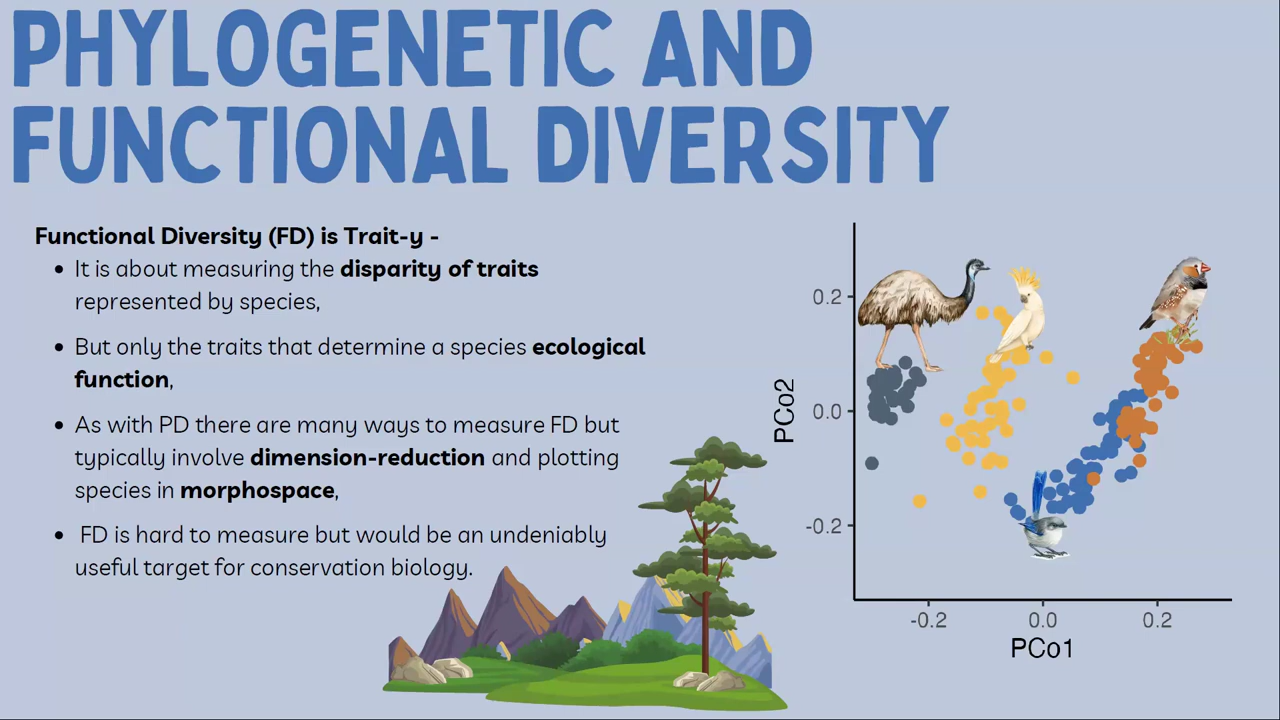 PHYLOGENETIC AND
FUNCTIONAL DIVERSITY
Functional Diversity (FD) is Trait-y -
• It is about measuring the disparity of traits
represented by species,
• But only the traits that determine a species ecological
function,
• As with PD there are many ways to measure FD but
typically involve dimension-reduction and plotting
species in morphospace,
• FD is hard to measure but would be an undeniably
useful target for conservation biology.
0.2
0.0
-0.2
PCo2
-0.2 0.0 0.2
PCo1